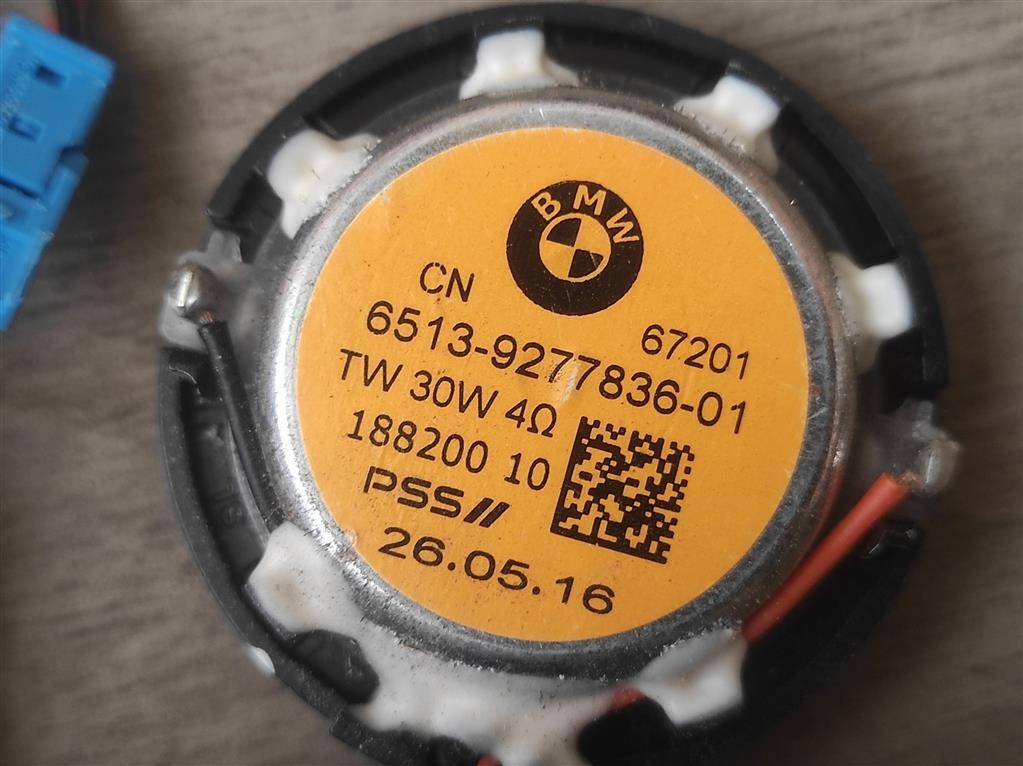 BMW
CN
67201
6513-9277836-01
TW 30W 4Ω
188200 10
PSS//
26.05.16